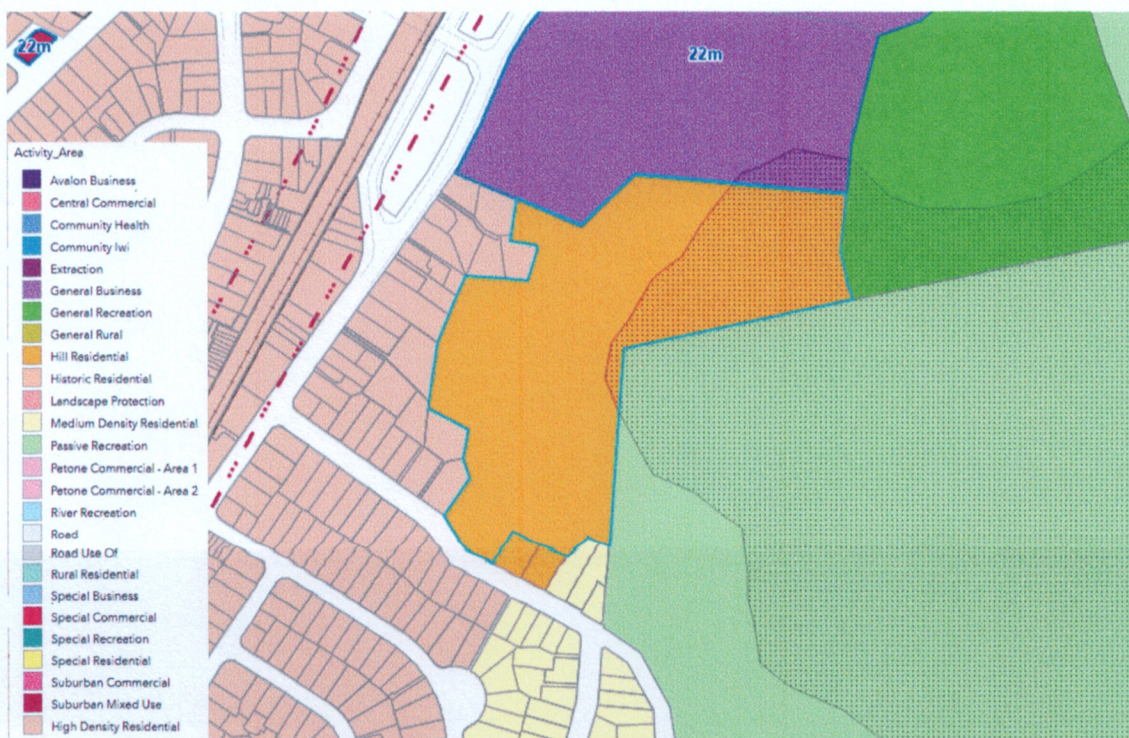 22m
22m
Activity_Area
Avalon Business
Central Commercial
Community Health
Community Iwi
Extraction
General Business
General Recreation
General Rural
Hill Residential
Historic Residential
Landscape Protection
Medium Density Residential
Passive Recreation
Petone Commercial - Area 1
Petone Commercial - Area 2
River Recreation
Road
Road Use Of
Rural Residential
Special Business
Special Commercial
Special Recreation
Special Residential
Suburban Commercial
Suburban Mixed Use
High Density Residential